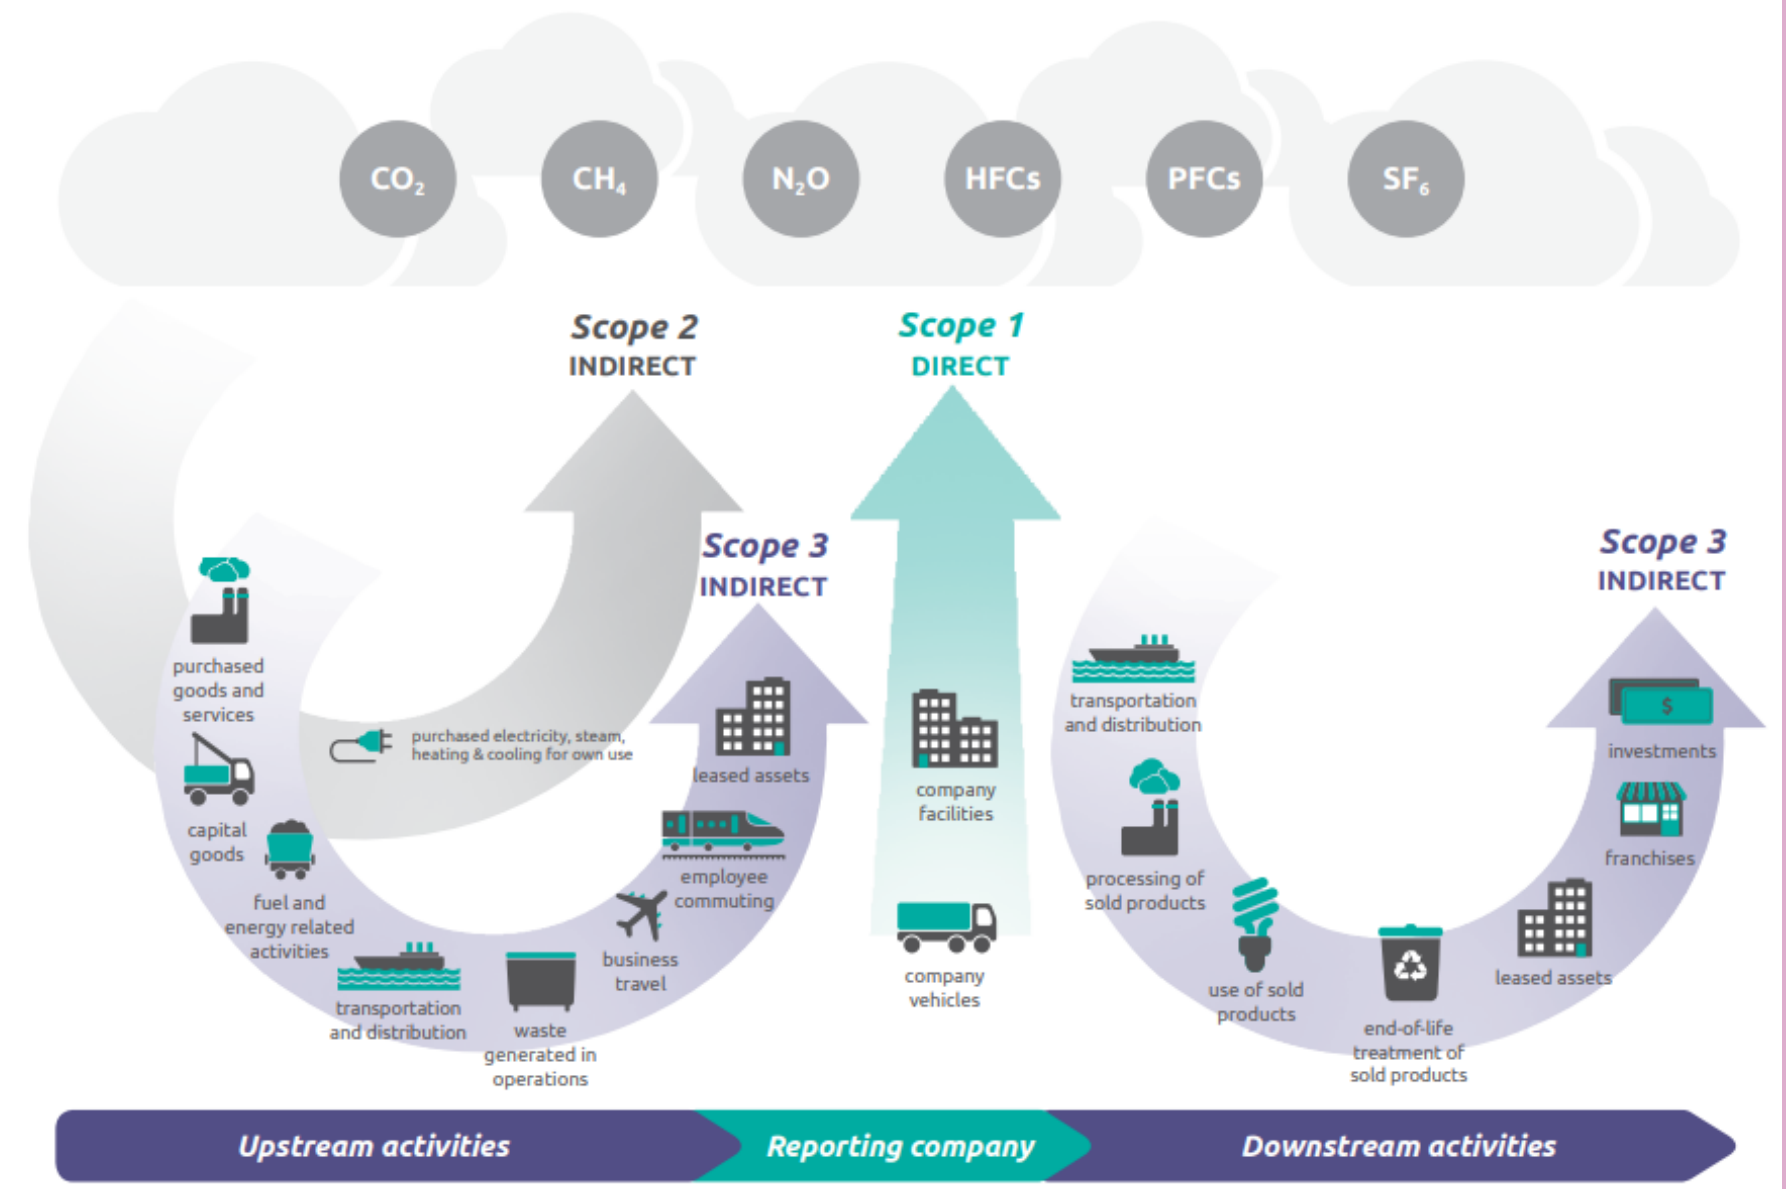 CO₂
CH₄
N₂O
HFCs
PFCs
SF₆
Scope 2
INDIRECT
Scope 1
DIRECT
Scope 3
INDIRECT
Scope 3
INDIRECT
purchased
goods and
services
capital
goods
fuel and
energy related
activities
transportation
and distribution
waste
generated in
operations
business
travel
employee
commuting
leased assets
purchased electricity, steam,
heating & cooling for own use
company
facilities
company
vehicles
transportation
and distribution
processing of
sold products
use of sold
products
end-of-life
treatment of
sold products
leased assets
franchises
$
investments
Upstream activities
Reporting company
Downstream activities